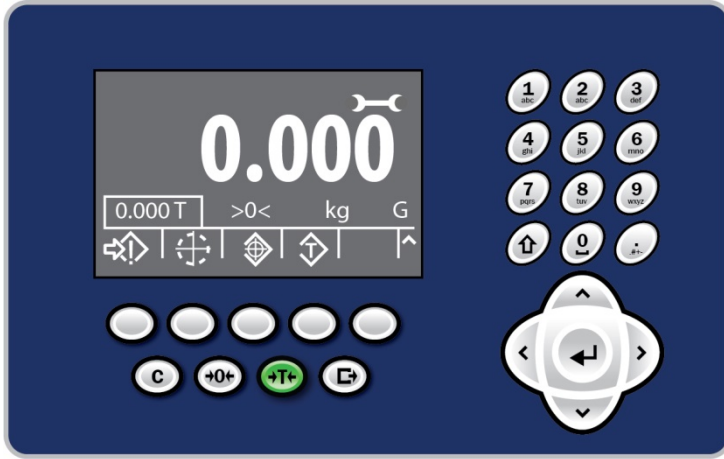 0.000
0.000 T >0< kg G
T
1 2 3
abc abc def
4 5 6
ghi jkl mno
7 8 9
pqrs tuv wxyz
0 .
.#+-
C →0← →T←